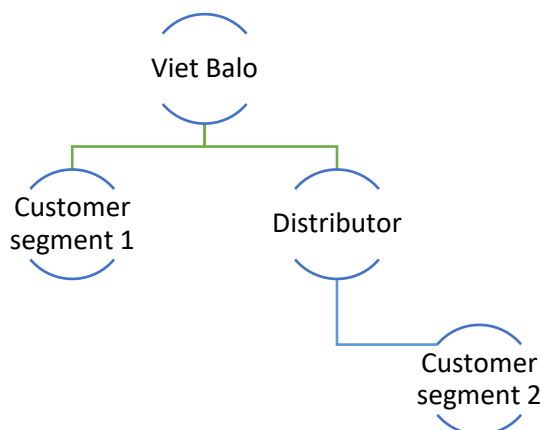 Viet Balo
Customer
segment 1
Distributor
Customer
segment 2